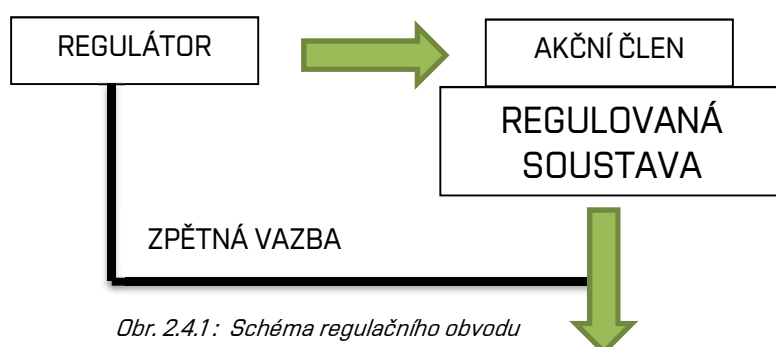 REGULÁTOR
AKČNÍ ČLEN
REGULOVANÁ
SOUSTAVA
ZPĚTNÁ VAZBA
Obr. 2.4.1: Schéma regulačního obvodu